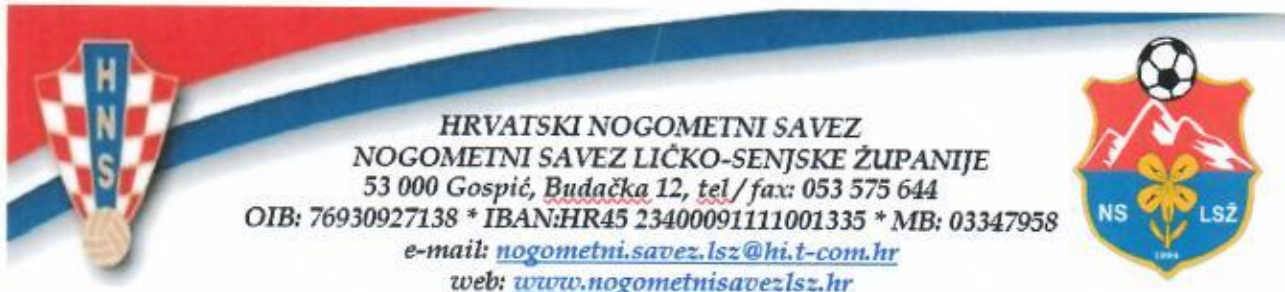 HNS
HRVATSKI NOGOMETNI SAVEZ
NOGOMETNI SAVEZ LIČKO-SENJSKE ŽUPANIJE
53 000 Gospić, Budačka 12, tel/fax: 053 575 644
OIB: 76930927138 * IBAN:HR45 23400091111001335 * MB: 03347958
e-mail: nogometni.savez.lsz@hi.t-com.hr
web: www.nogometnisavezlsz.hr
NS LSŽ
1994